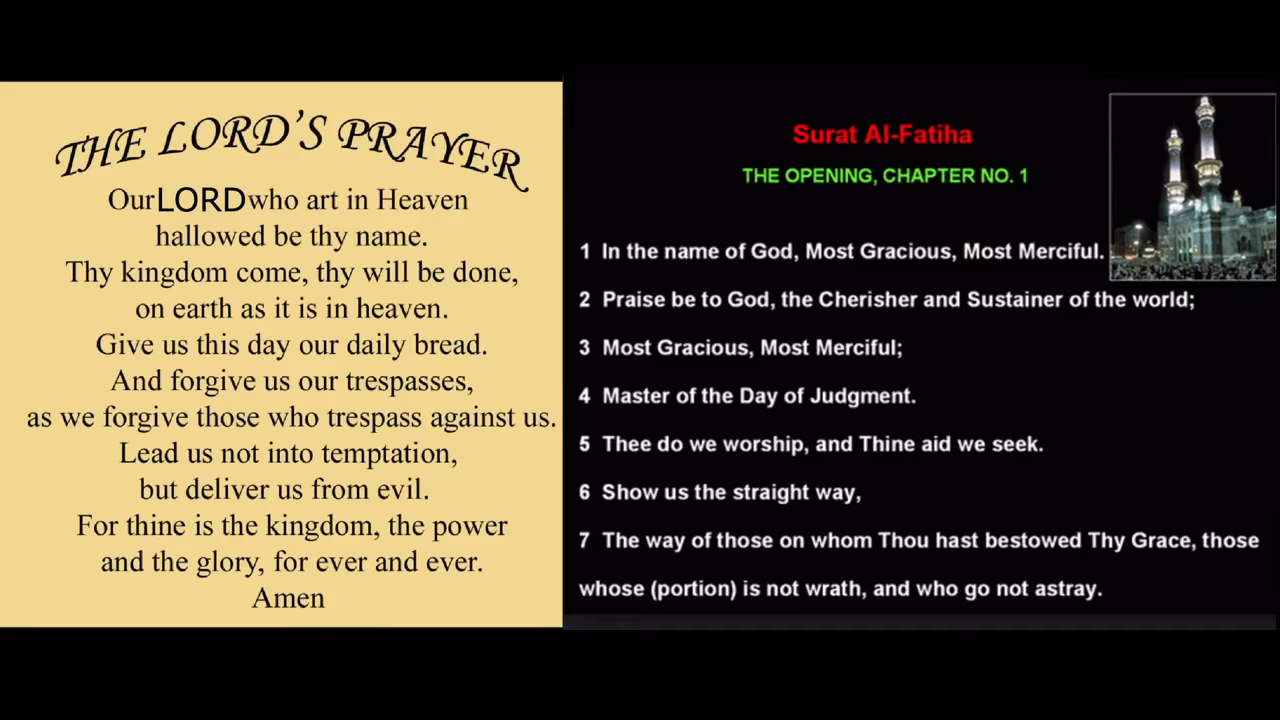 THE LORD'S PRAYER
Our LORD who art in Heaven
hallowed be thy name.
Thy kingdom come, thy will be done,
on earth as it is in heaven.
Give us this day our daily bread.
And forgive us our trespasses,
as we forgive those who trespass against us.
Lead us not into temptation,
but deliver us from evil.
For thine is the kingdom, the power
and the glory, for ever and ever.
Amen
Surat Al-Fatiha
THE OPENING, CHAPTER NO. 1
1 In the name of God, Most Gracious, Most Merciful.
2 Praise be to God, the Cherisher and Sustainer of the world;
3 Most Gracious, Most Merciful;
4 Master of the Day of Judgment.
5 Thee do we worship, and Thine aid we seek.
6 Show us the straight way,
7 The way of those on whom Thou hast bestowed Thy Grace, those
whose (portion) is not wrath, and who go not astray.